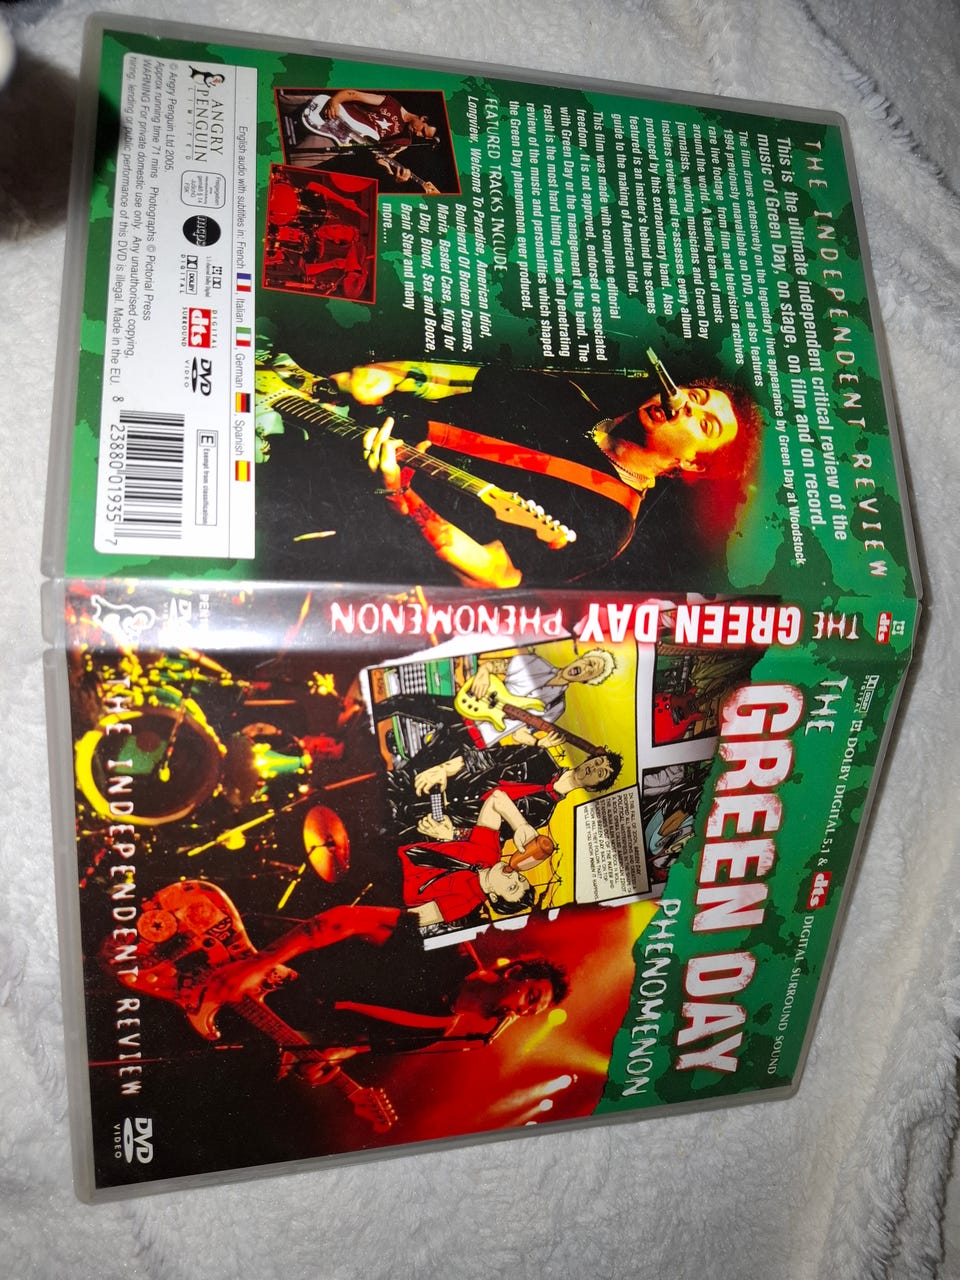 THE INDEPENDENT REVIEW
This is the ultimate independent critical review of the
music of Green Day, on stage, on film and on record.
The film draws extensively on the legendary live appearance by Green Day at Woodstock
1994 previously unavailable on DVD, and also features
rare live footage from film and television archives
around the world. A leading team of music
journalists, working musicians and Green Day
insiders reviews and re-assesses every album
produced by this extraordinary band. Also
featured is an insider's behind the scenes
guide to the making of American Idiot.
This film was made with complete editorial
freedom. It is not approved, endorsed or associated
with Green Day or the management of the band. The
result is the most hard hitting frank and penetrating
review of the music and personalities which shaped
the Green Day phenomenon ever produced.
FEATURED TRACKS INCLUDE
Longview, Welcome To Paradise, American Idiot,
Boulevard Of Broken Dreams,
Maria, Basket Case, King for
a Day, Blood, Sex and Booze,
Brain Stew and many
more....
English audio with subtitles in: French, Italian, German, Spanish
ANGRY
PENGUIN
LIMITED
mcps
DOLBY
DIGITAL
DIGITAL
dts
SURROUND
DVD
VIDEO
E Exempt from classification
© Angry Penguin Ltd 2005.
Approx running time 71 mins Photographs © Pictorial Press
WARNING For private domestic use only. Any unauthorised copying,
hiring, lending or public performance of this DVD is illegal. Made in the EU.
8 23880 01935 7
dts
THE GREEN DAY PHENOMENON
DVD
VIDEO
DOLBY DIGITAL 5.1 & dts DIGITAL SURROUND SOUND
THE
GREEN DAY
PHENOMENON
THE INDEPENDENT REVIEW
DVD
VIDEO